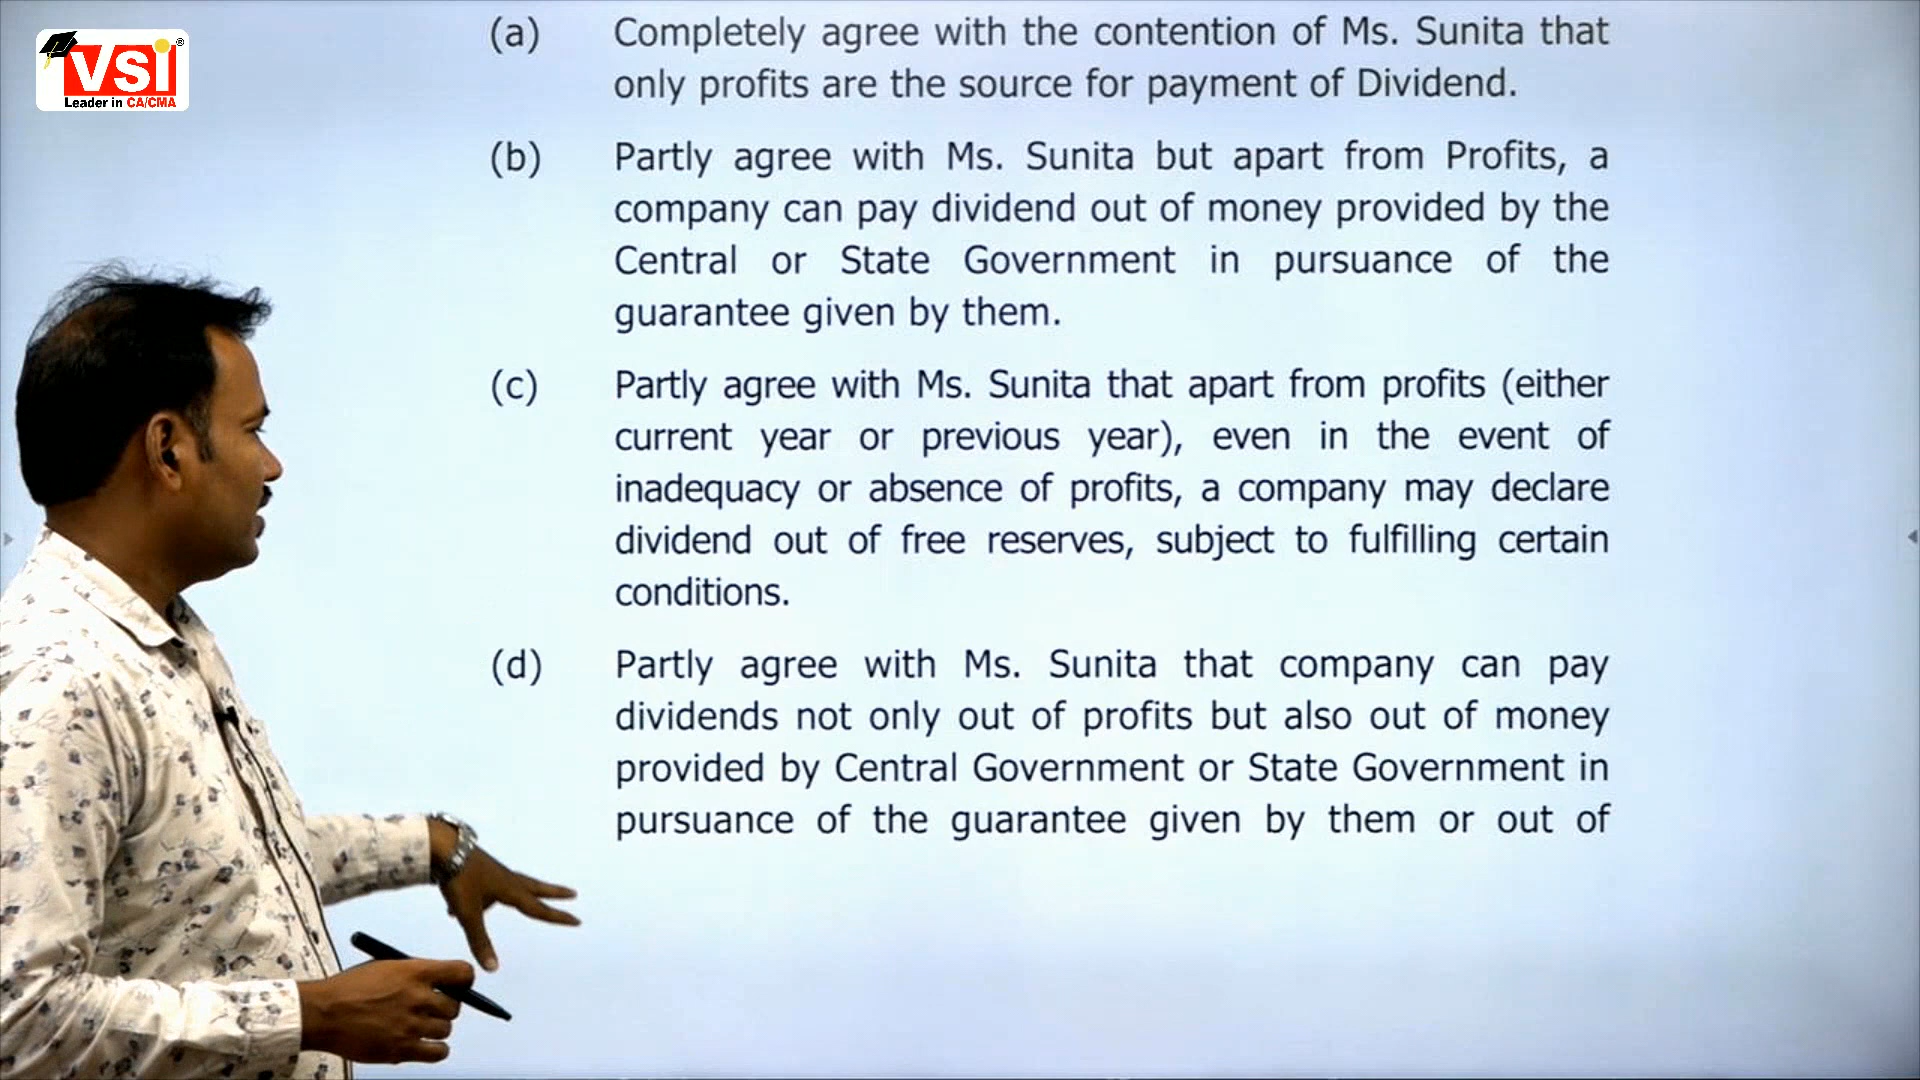 VSI
®
Leader in CA/CMA
(a) Completely agree with the contention of Ms. Sunita that
only profits are the source for payment of Dividend.
(b) Partly agree with Ms. Sunita but apart from Profits, a
company can pay dividend out of money provided by the
Central or State Government in pursuance of the
guarantee given by them.
(c) Partly agree with Ms. Sunita that apart from profits (either
current year or previous year), even in the event of
inadequacy or absence of profits, a company may declare
dividend out of free reserves, subject to fulfilling certain
conditions.
(d) Partly agree with Ms. Sunita that company can pay
dividends not only out of profits but also out of money
provided by Central Government or State Government in
pursuance of the guarantee given by them or out of